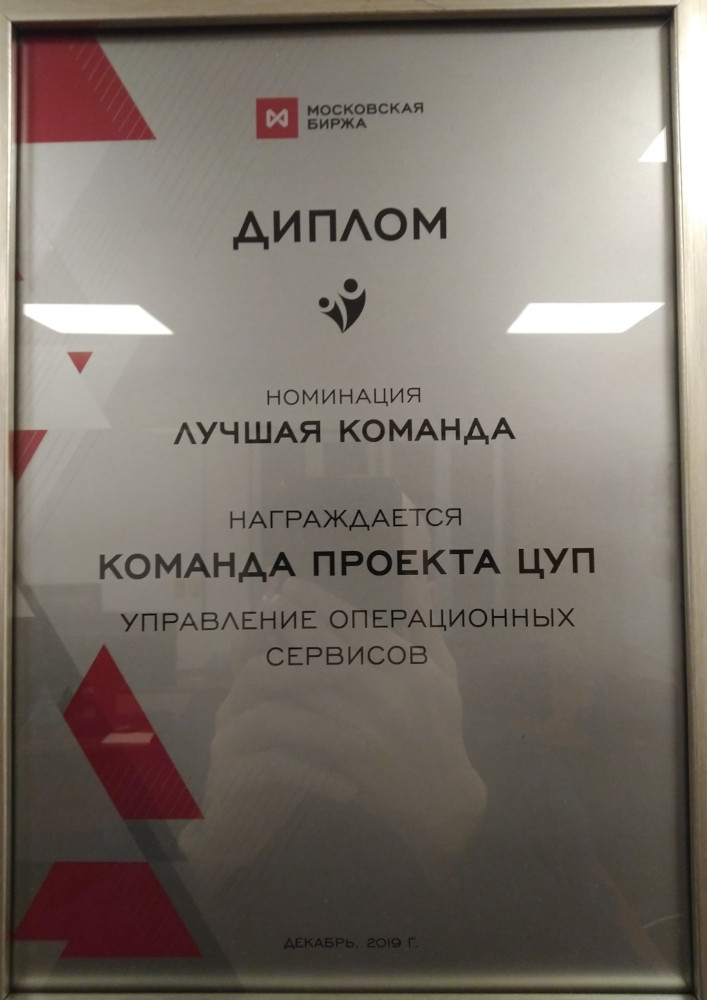 МОСКОВСКАЯ
БИРЖА
ДИПЛОМ
НОМИНАЦИЯ
ЛУЧШАЯ КОМАНДА
НАГРАЖДАЕТСЯ
КОМАНДА ПРОЕКТА ЦУП
УПРАВЛЕНИЕ ОПЕРАЦИОННЫХ
СЕРВИСОВ
ДЕКАБРЬ, 2019 Г.